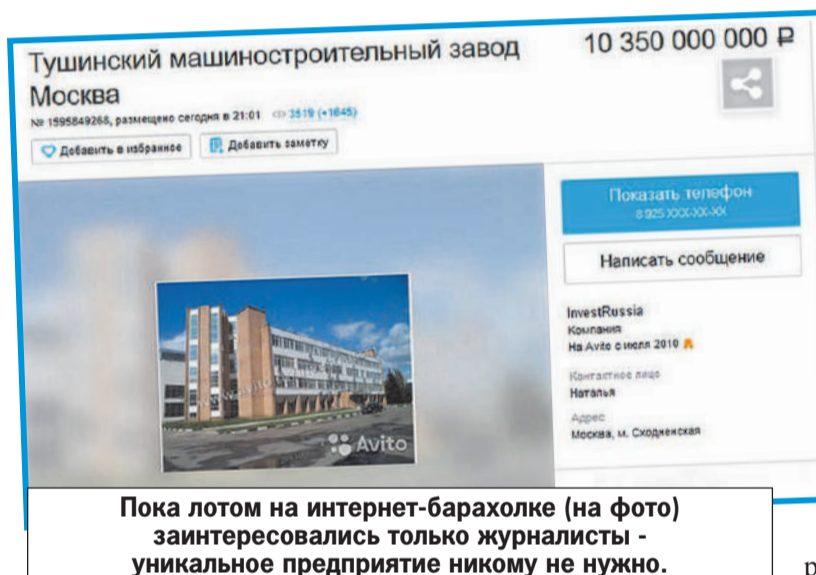 Тушинский машиностроительный завод
Москва
10 350 000 000 ₽
№ 1595849268, размещено сегодня в 21:01 3519 (+1645)
Добавить в избранное
Добавить заметку
Показать телефон
8 925 XXX-XX-XX
Написать сообщение
InvestRussia
Компания
На Avito с июля 2010
Контактное лицо
Наталья
Адрес
Москва, м. Сходненская
Avito
Пока лотом на интернет-барахолке (на фото)
заинтересовались только журналисты -
уникальное предприятие никому не нужно.